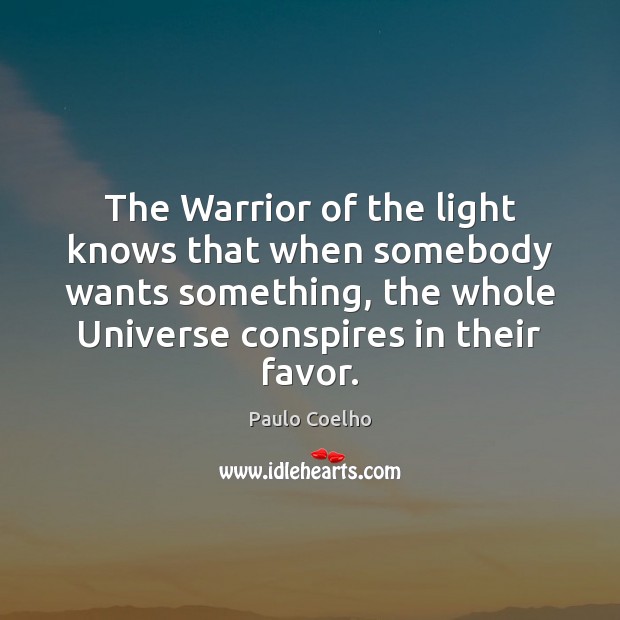 The Warrior of the light
knows that when somebody
wants something, the whole
Universe conspires in their
favor.
Paulo Coelho
www.idlehearts.com